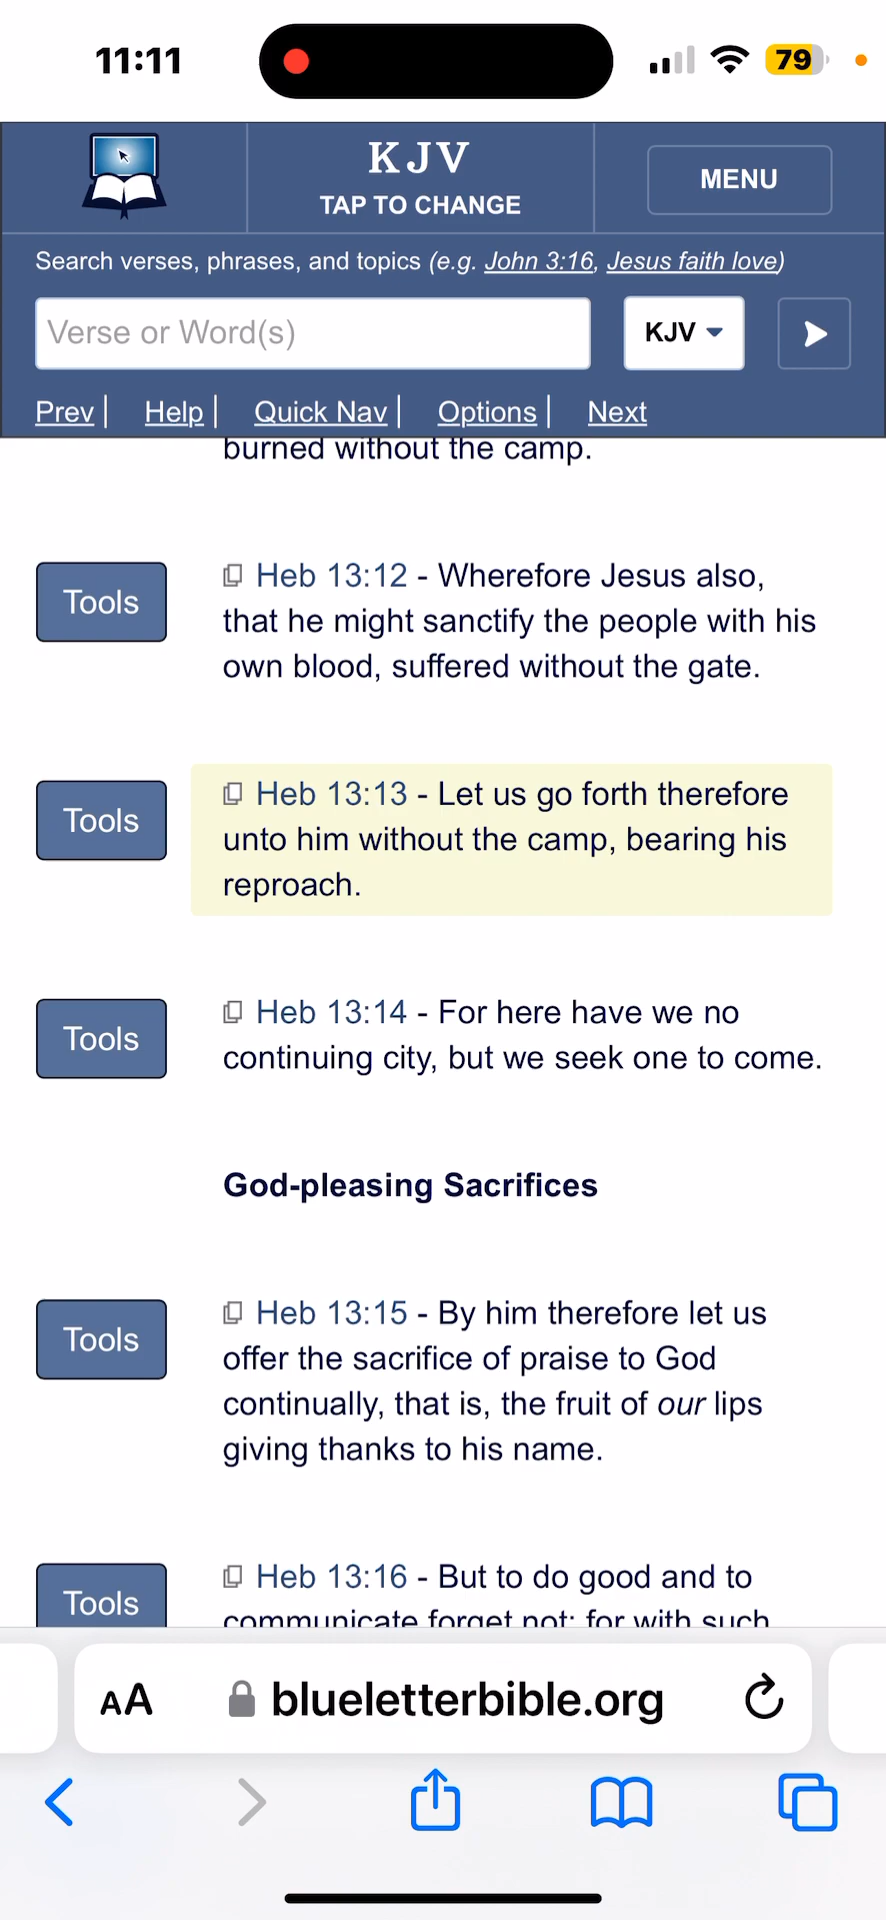 11:11
79
KJV
TAP TO CHANGE
MENU
Search verses, phrases, and topics (e.g. John 3:16, Jesus faith love)
Verse or Word(s)
KJV
Prev | Help | Quick Nav | Options | Next
burned without the camp.
Tools
Heb 13:12 - Wherefore Jesus also,
that he might sanctify the people with his
own blood, suffered without the gate.
Tools
Heb 13:13 - Let us go forth therefore
unto him without the camp, bearing his
reproach.
Tools
Heb 13:14 - For here have we no
continuing city, but we seek one to come.
God-pleasing Sacrifices
Tools
Heb 13:15 - By him therefore let us
offer the sacrifice of praise to God
continually, that is, the fruit of our lips
giving thanks to his name.
Tools
Heb 13:16 - But to do good and to
communicate forget not: for with such
AA
blueletterbible.org